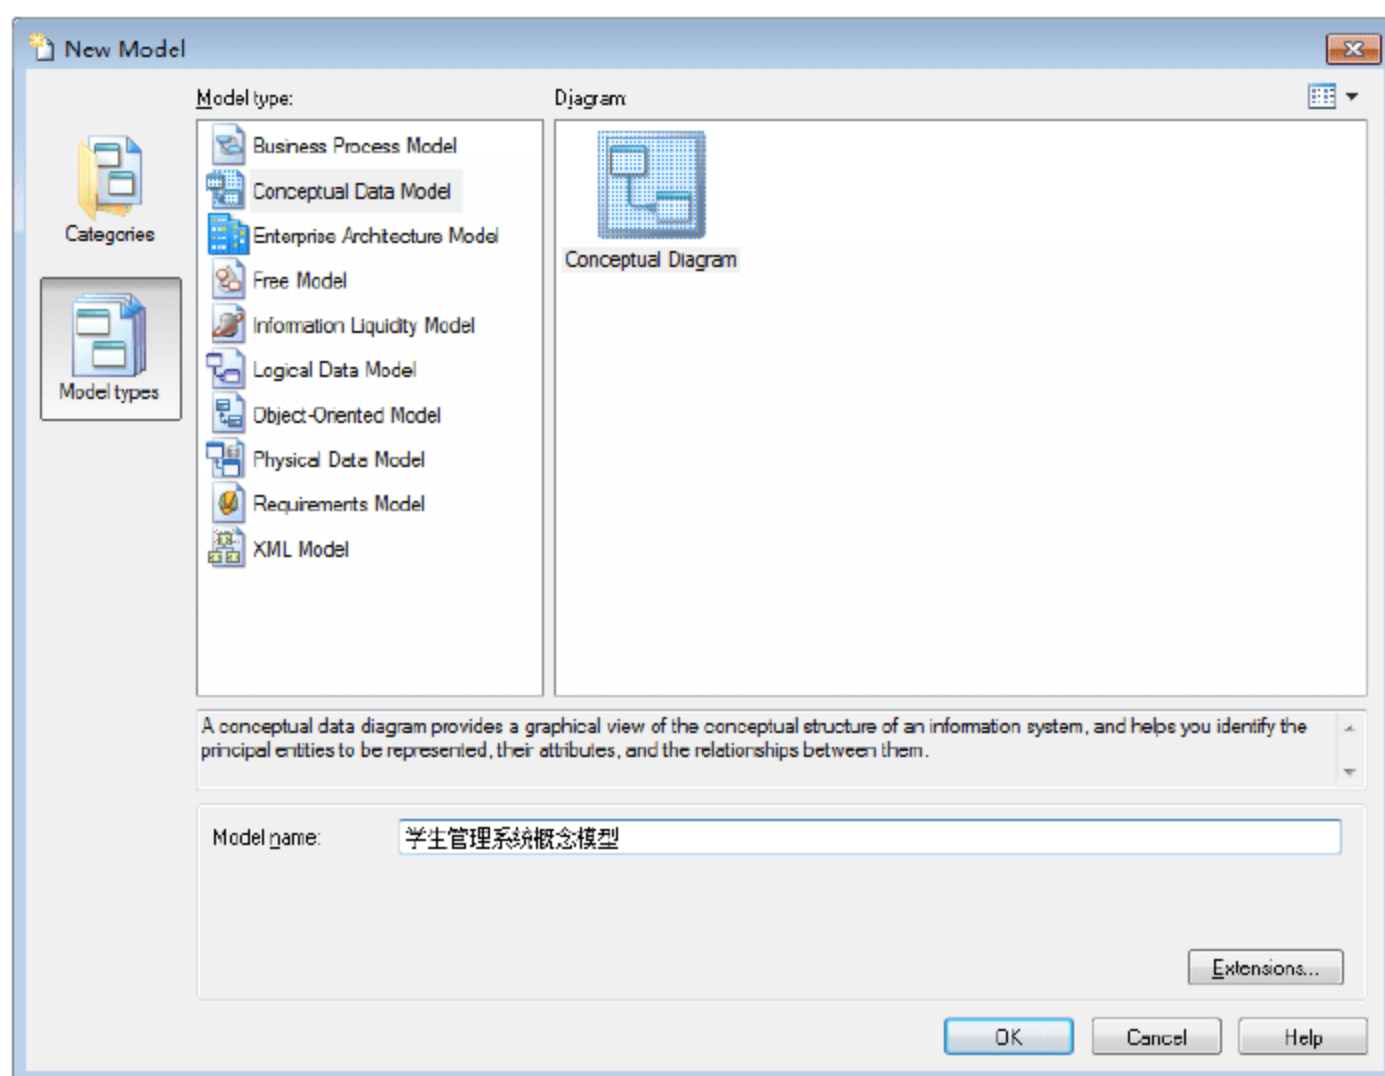 New Model
Model type:
Diagram:
Categories
Model types
Business Process Model
Conceptual Data Model
Enterprise Architecture Model
Free Model
Information Liquidity Model
Logical Data Model
Object-Oriented Model
Physical Data Model
Requirements Model
XML Model
Conceptual Diagram
A conceptual data diagram provides a graphical view of the conceptual structure of an information system, and helps you identify the
principal entities to be represented, their attributes, and the relationships between them.
Model name:
学生管理系统概念模型
Extensions...
OK
Cancel
Help